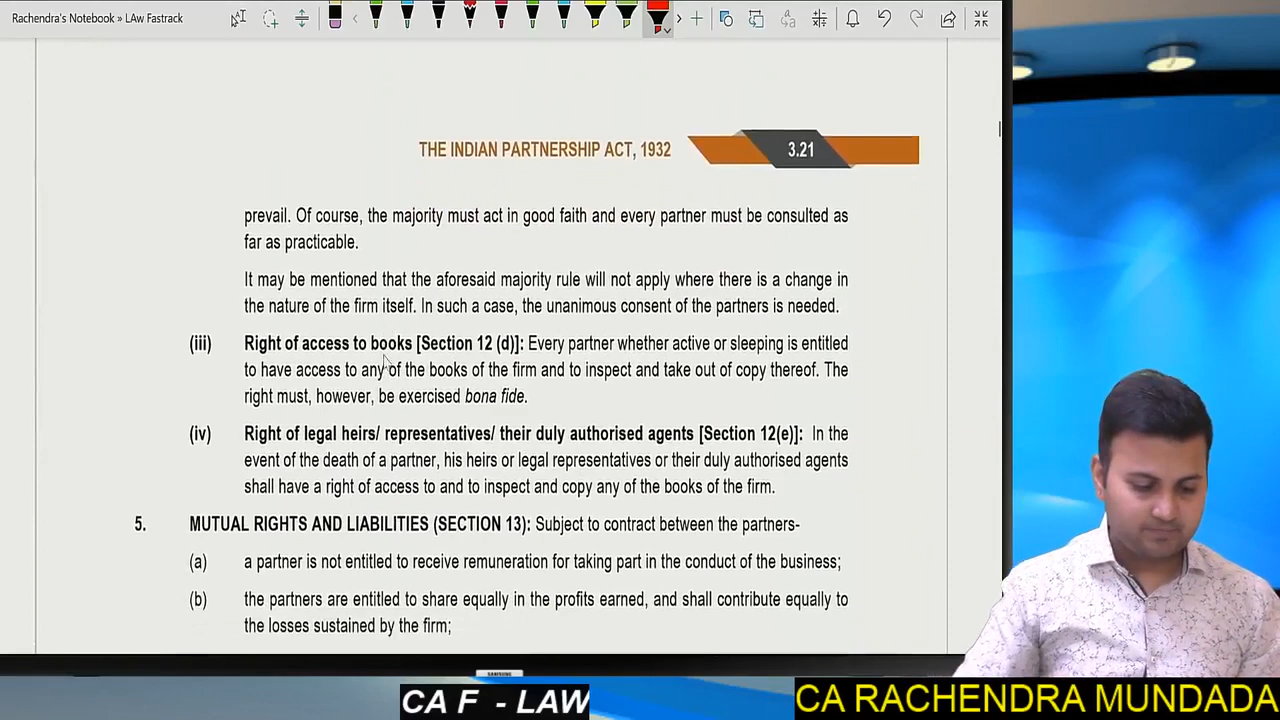 Rachendra's Notebook » LAw Fastrack
THE INDIAN PARTNERSHIP ACT, 1932
3.21
prevail. Of course, the majority must act in good faith and every partner must be consulted as
far as practicable.
It may be mentioned that the aforesaid majority rule will not apply where there is a change in
the nature of the firm itself. In such a case, the unanimous consent of the partners is needed.
(iii) Right of access to books [Section 12 (d)]: Every partner whether active or sleeping is entitled
to have access to any of the books of the firm and to inspect and take out of copy thereof. The
right must, however, be exercised bona fide.
(iv) Right of legal heirs/ representatives/ their duly authorised agents [Section 12(e)]: In the
event of the death of a partner, his heirs or legal representatives or their duly authorised agents
shall have a right of access to and to inspect and copy any of the books of the firm.
5. MUTUAL RIGHTS AND LIABILITIES (SECTION 13): Subject to contract between the partners-
(a) a partner is not entitled to receive remuneration for taking part in the conduct of the business;
(b) the partners are entitled to share equally in the profits earned, and shall contribute equally to
the losses sustained by the firm;
SAMSUNG
CA F - LAW
CA RACHENDRA MUNDADA